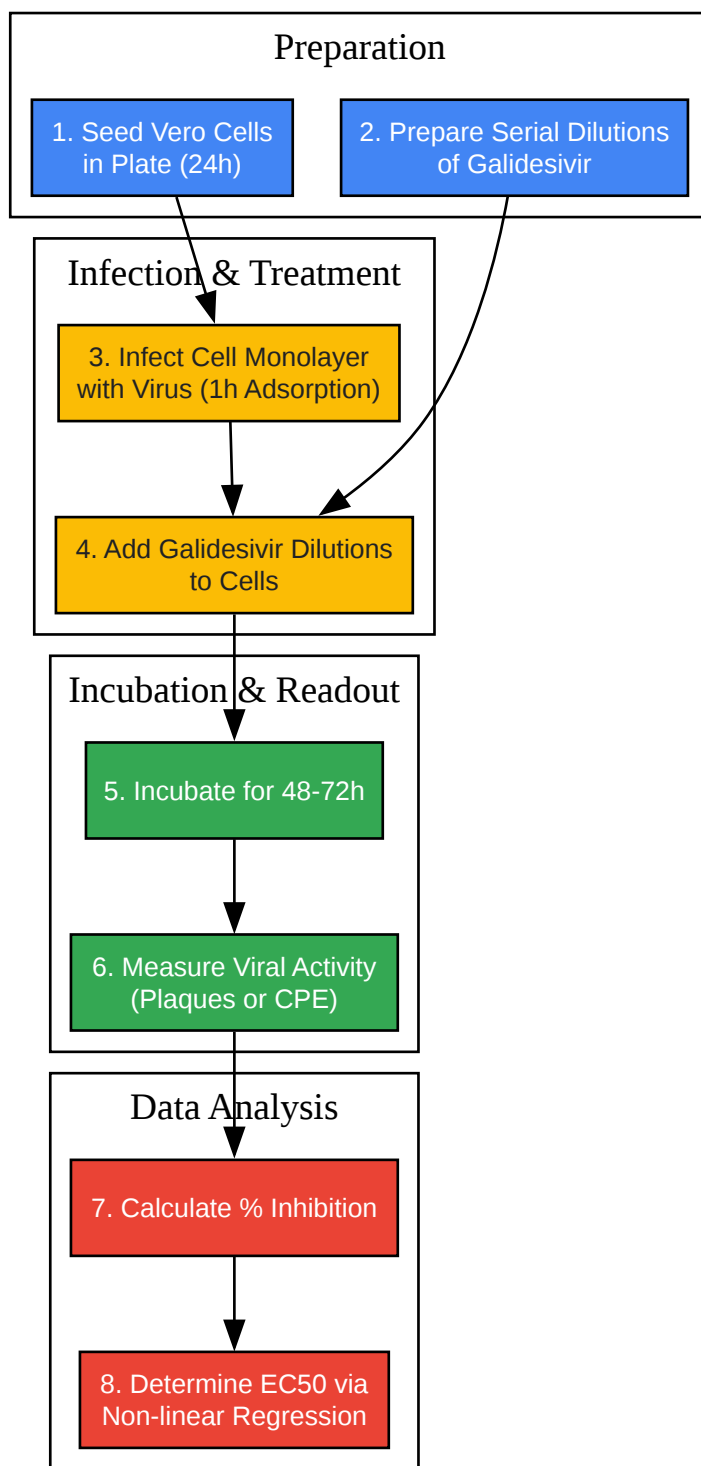 Preparation
1. Seed Vero Cells
in Plate (24h)
2. Prepare Serial Dilutions
of Galidesivir
Infection & Treatment
3. Infect Cell Monolayer
with Virus (1h Adsorption)
4. Add Galidesivir Dilutions
to Cells
Incubation & Readout
5. Incubate for 48-72h
6. Measure Viral Activity
(Plaques or CPE)
Data Analysis
7. Calculate % Inhibition
8. Determine EC50 via
Non-linear Regression